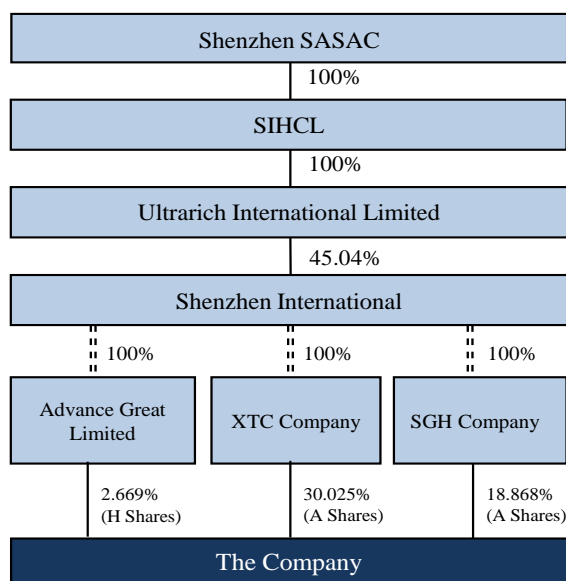 Shenzhen SASAC
100%
SIHCL
100%
Ultrarich International Limited
45.04%
Shenzhen International
100% 100% 100%
Advance Great
Limited
XTC Company
SGH Company
2.669%
(H Shares)
30.025%
(A Shares)
18.868%
(A Shares)
The Company